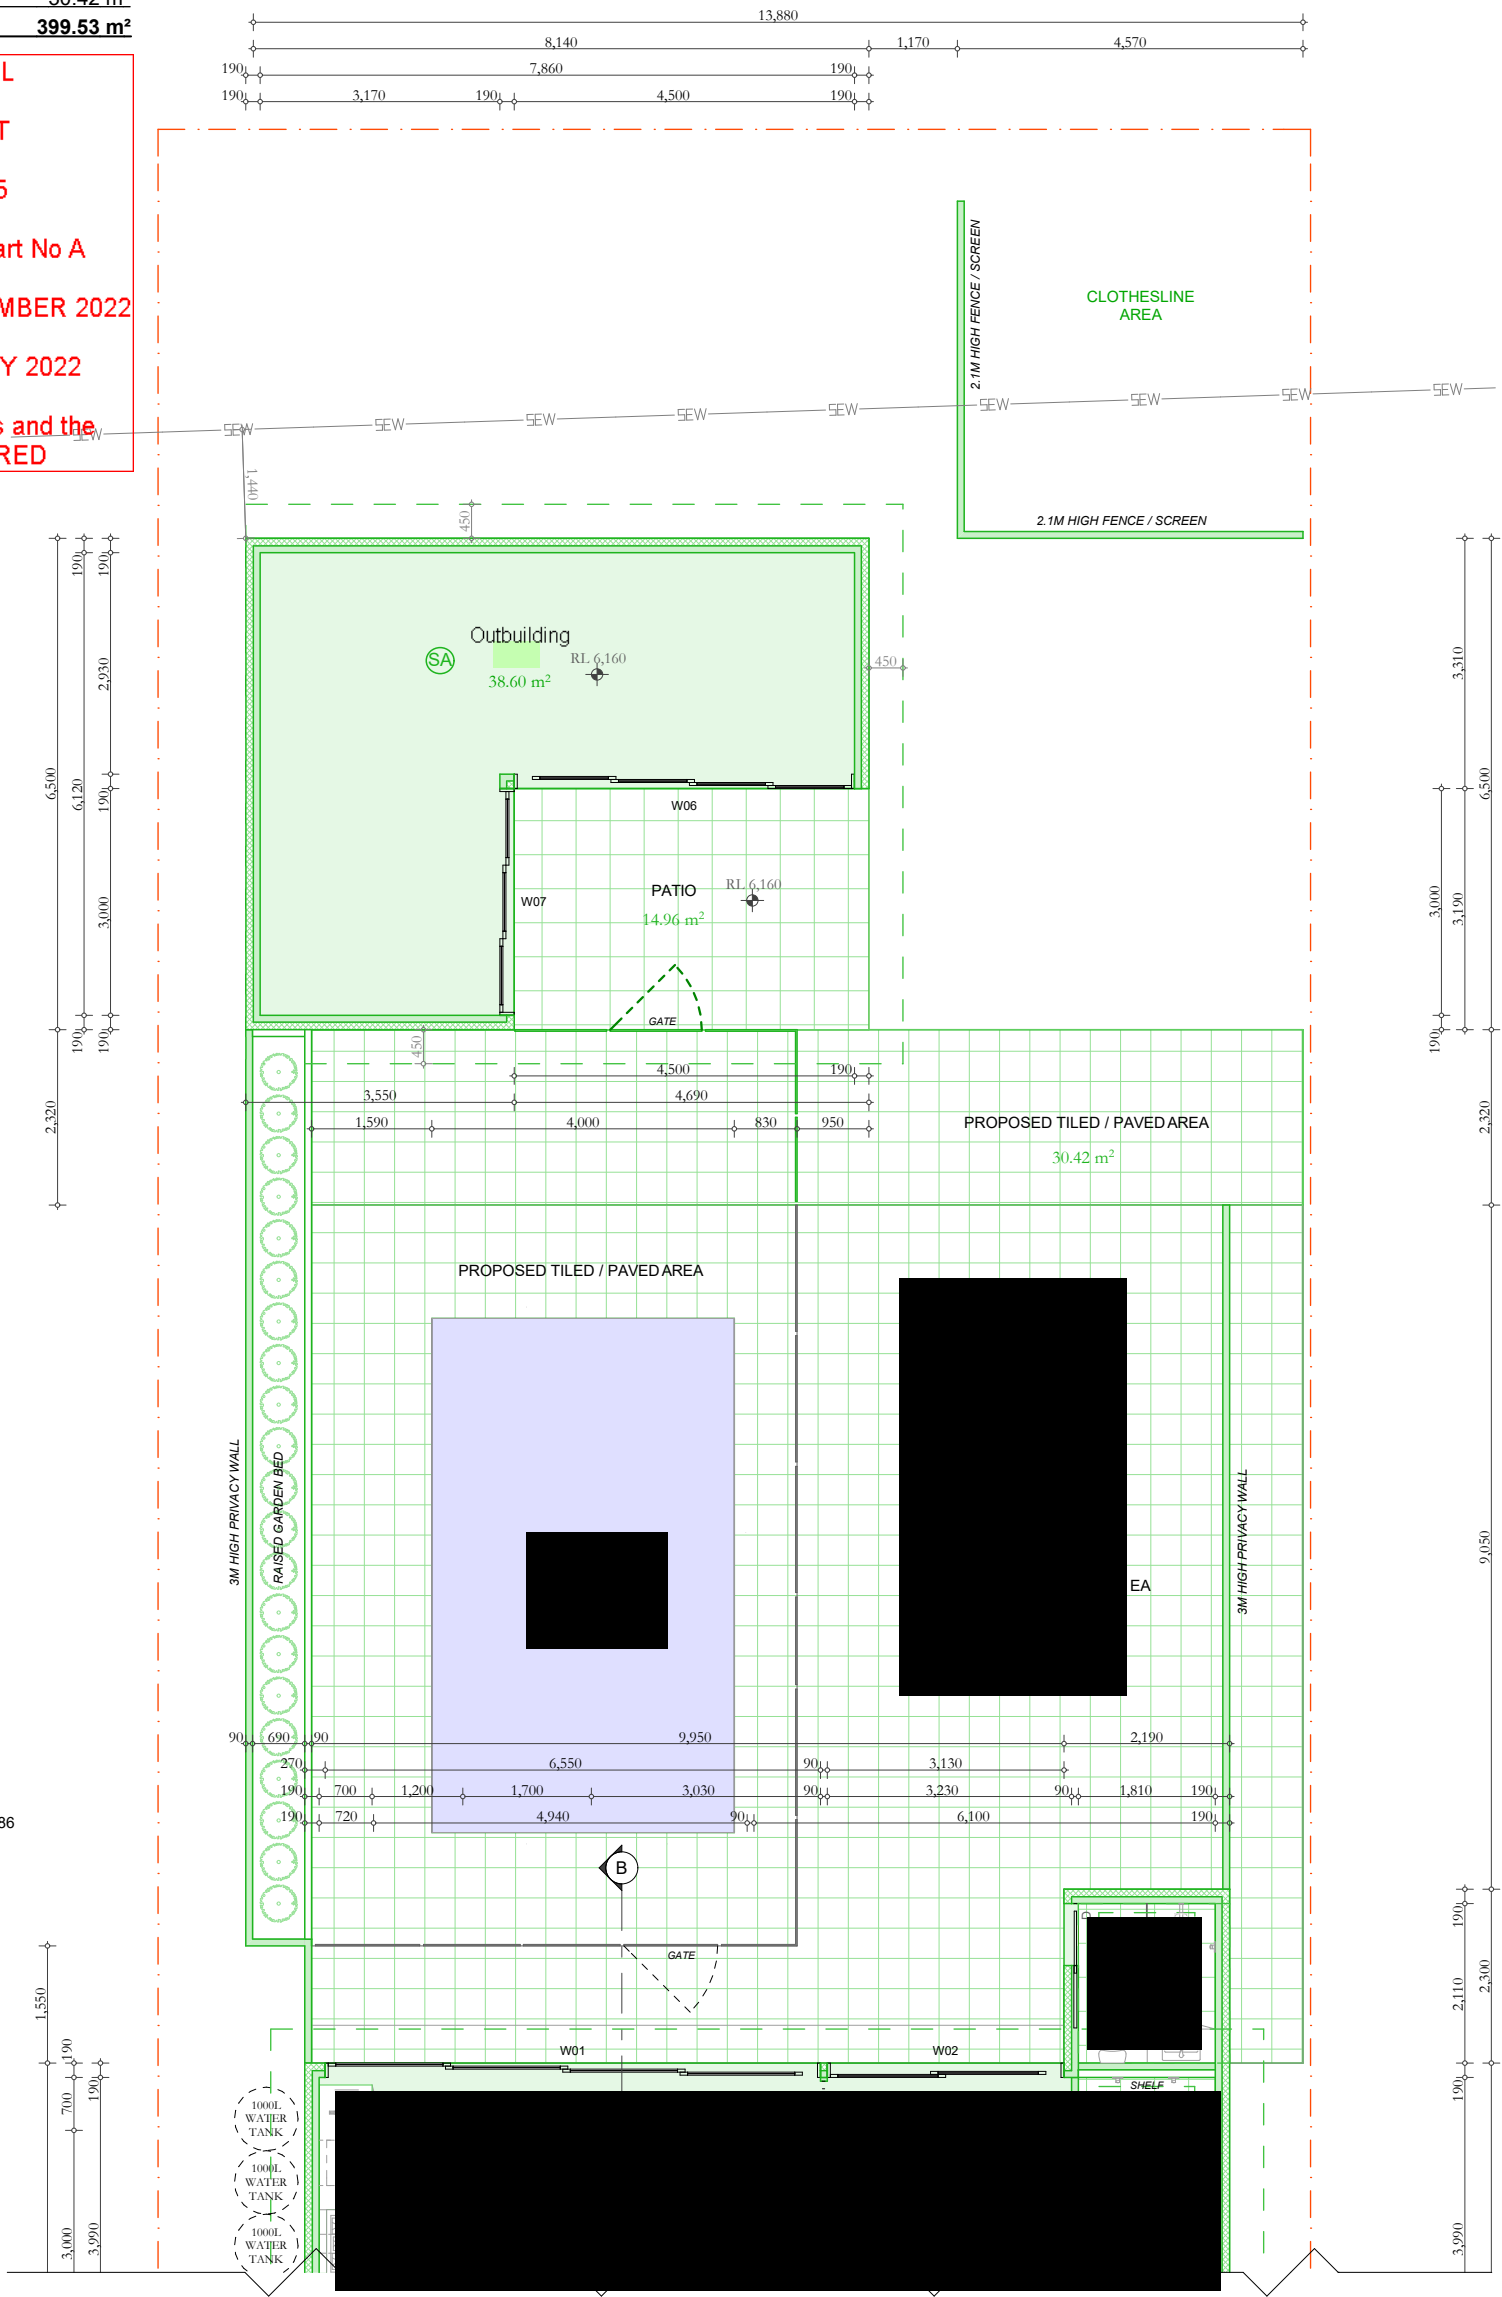 399.53 m²
L
T
5
art No A
MBER 2022
Y 2022
s and the
RED
13,880
8,140
1,170
4,570
190
7,860
190
190
3,170
190
4,500
190
2.1M HIGH FENCE / SCREEN
CLOTHESLINE
AREA
SEW
SEW
SEW
SEW
SEW
SEW
SEW
SEW
SEW
SEW
1,440
450
2.1M HIGH FENCE / SCREEN
190
190
Outbuilding
SA
RL 6,160
38.60 m²
450
2,930
3,310
6,500
6,120
190
6,500
W06
PATIO
RL 6,160
W07
14.96 m²
3,000
3,000
3,190
GATE
190
190
190
450
4,500
190
3,550
4,690
1,590
4,000
830
950
2,320
2,320
PROPOSED TILED / PAVED AREA
30.42 m²
PROPOSED TILED / PAVED AREA
3M HIGH PRIVACY WALL
RAISED GARDEN BED
EA
3M HIGH PRIVACY WALL
9,050
90
690
90
9,950
2,190
270
6,550
90
3,130
190
700
1,200
1,700
3,030
90
3,230
90
1,810
190
190
720
4,940
90
6,100
190
86
B
GATE
190
1,550
2,110
2,300
190
W01
W02
SHELF
700
190
190
1000L
WATER
TANK
1000L
WATER
TANK
1000L
WATER
TANK
3,000
3,990
3,990